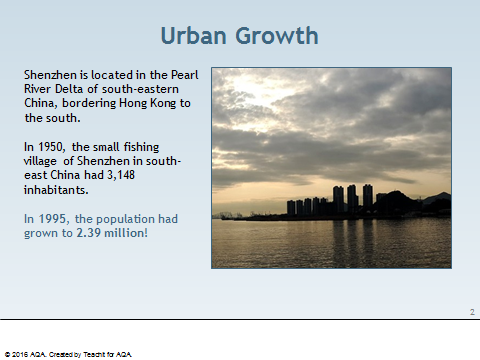 Urban Growth
Shenzhen is located in the Pearl
River Delta of south-eastern
China, bordering Hong Kong to
the south.
In 1950, the small fishing
village of Shenzhen in south-
east China had 3,148
inhabitants.
In 1995, the population had
grown to 2.39 million!
2
© 2016 AQA. Created by Teachit for AQA.